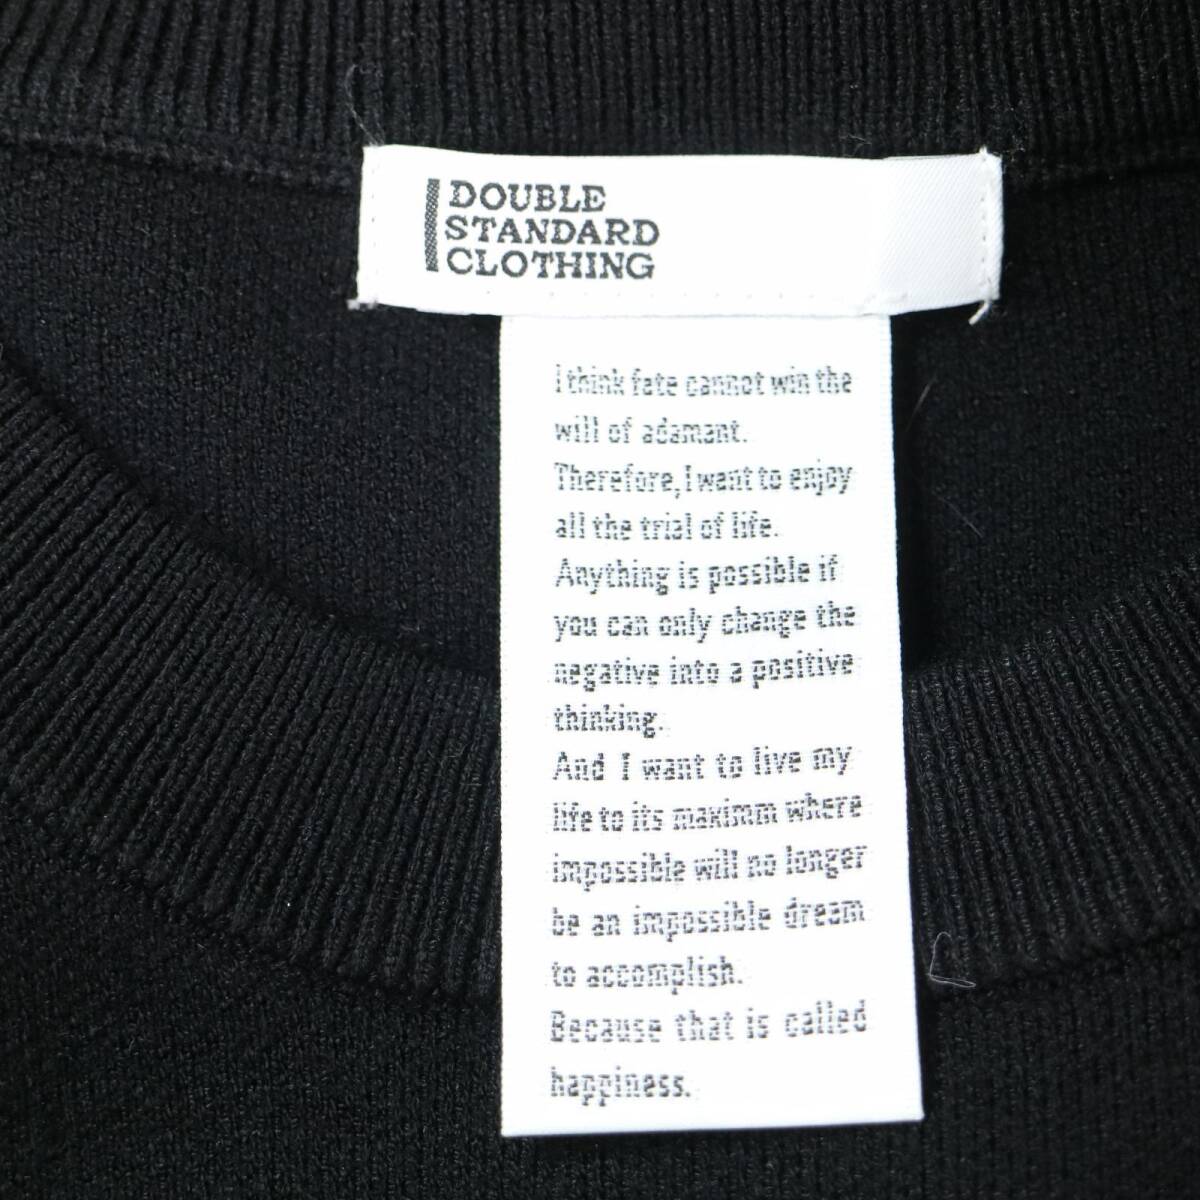 DOUBLE
STANDARD
CLOTHING
I think fate cannot win the
will of adamant.
Therefore, I want to enjoy
all the trial of life.
Anything is possible if
you can only change the
negative into a positive
thinking.
And I want to live my
life to its maximm where
impossible will no longer
be an impossible dream
to accomplish.
Because that is called
happiness.